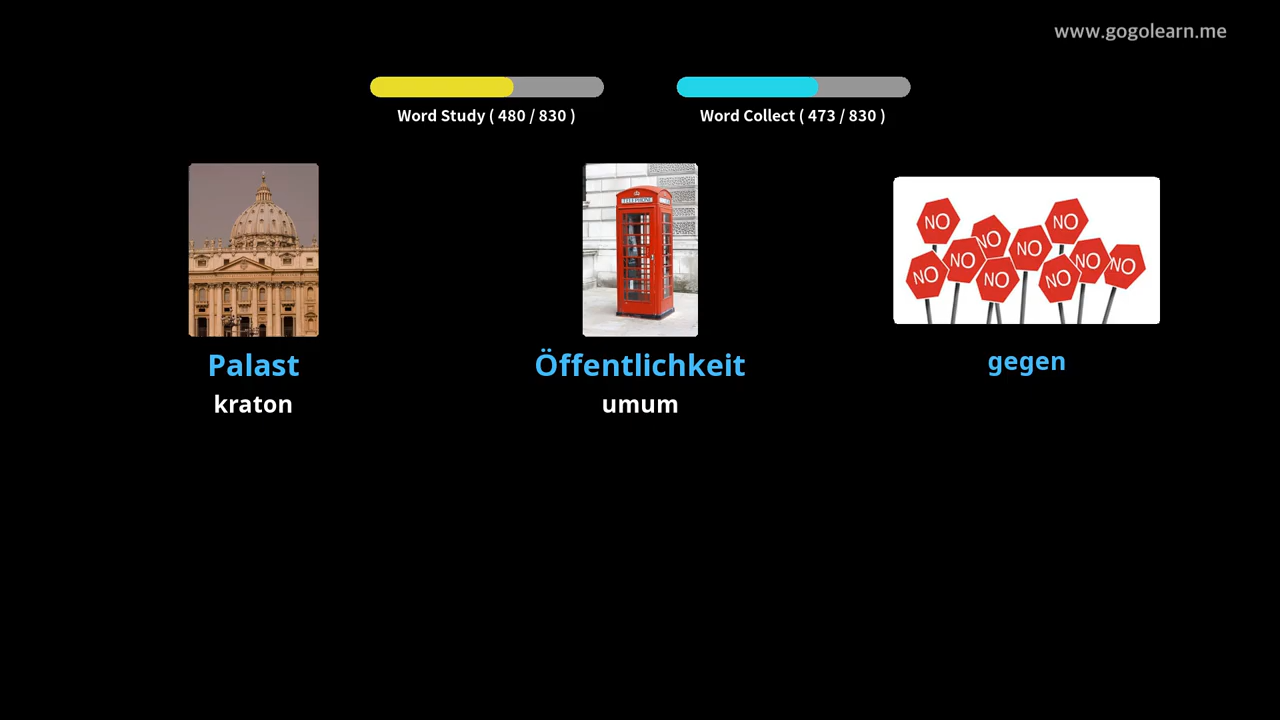 www.gogolearn.me
Word Study ( 480 / 830 )
Word Collect ( 473 / 830 )
TELEPHONE
NO
NO
NO
NO
NO
NO
NO
NO
NO
NO
Palast
Öffentlichkeit
gegen
kraton
umum